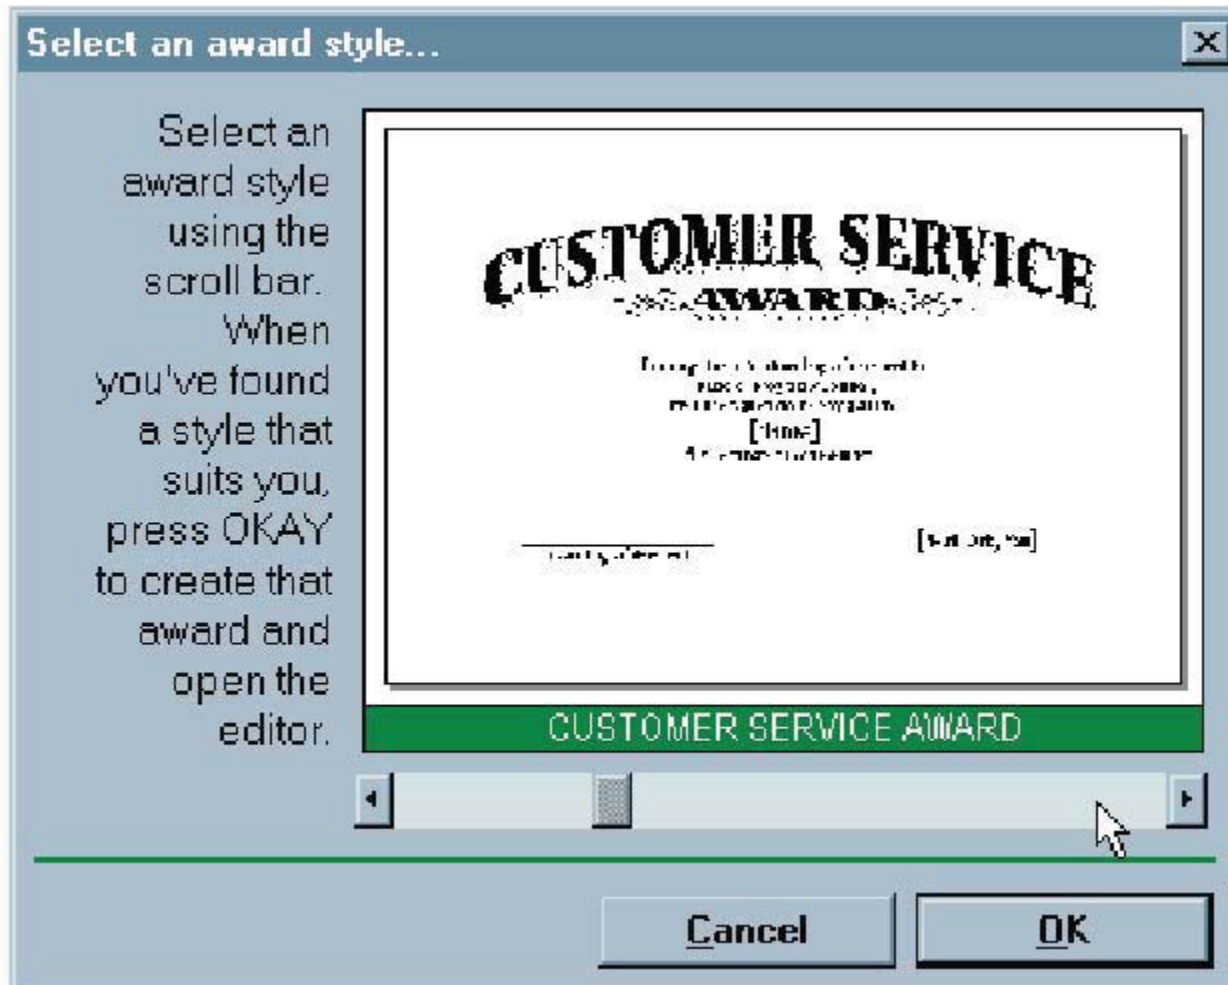 Select an award style...
Select an
award style
using the
scroll bar.
When
you've found
a style that
suits you,
press OKAY
to create that
award and
open the
editor.
CUSTOMER SERVICE
AWARD
CUSTOMER SERVICE AWARD
Cancel
OK